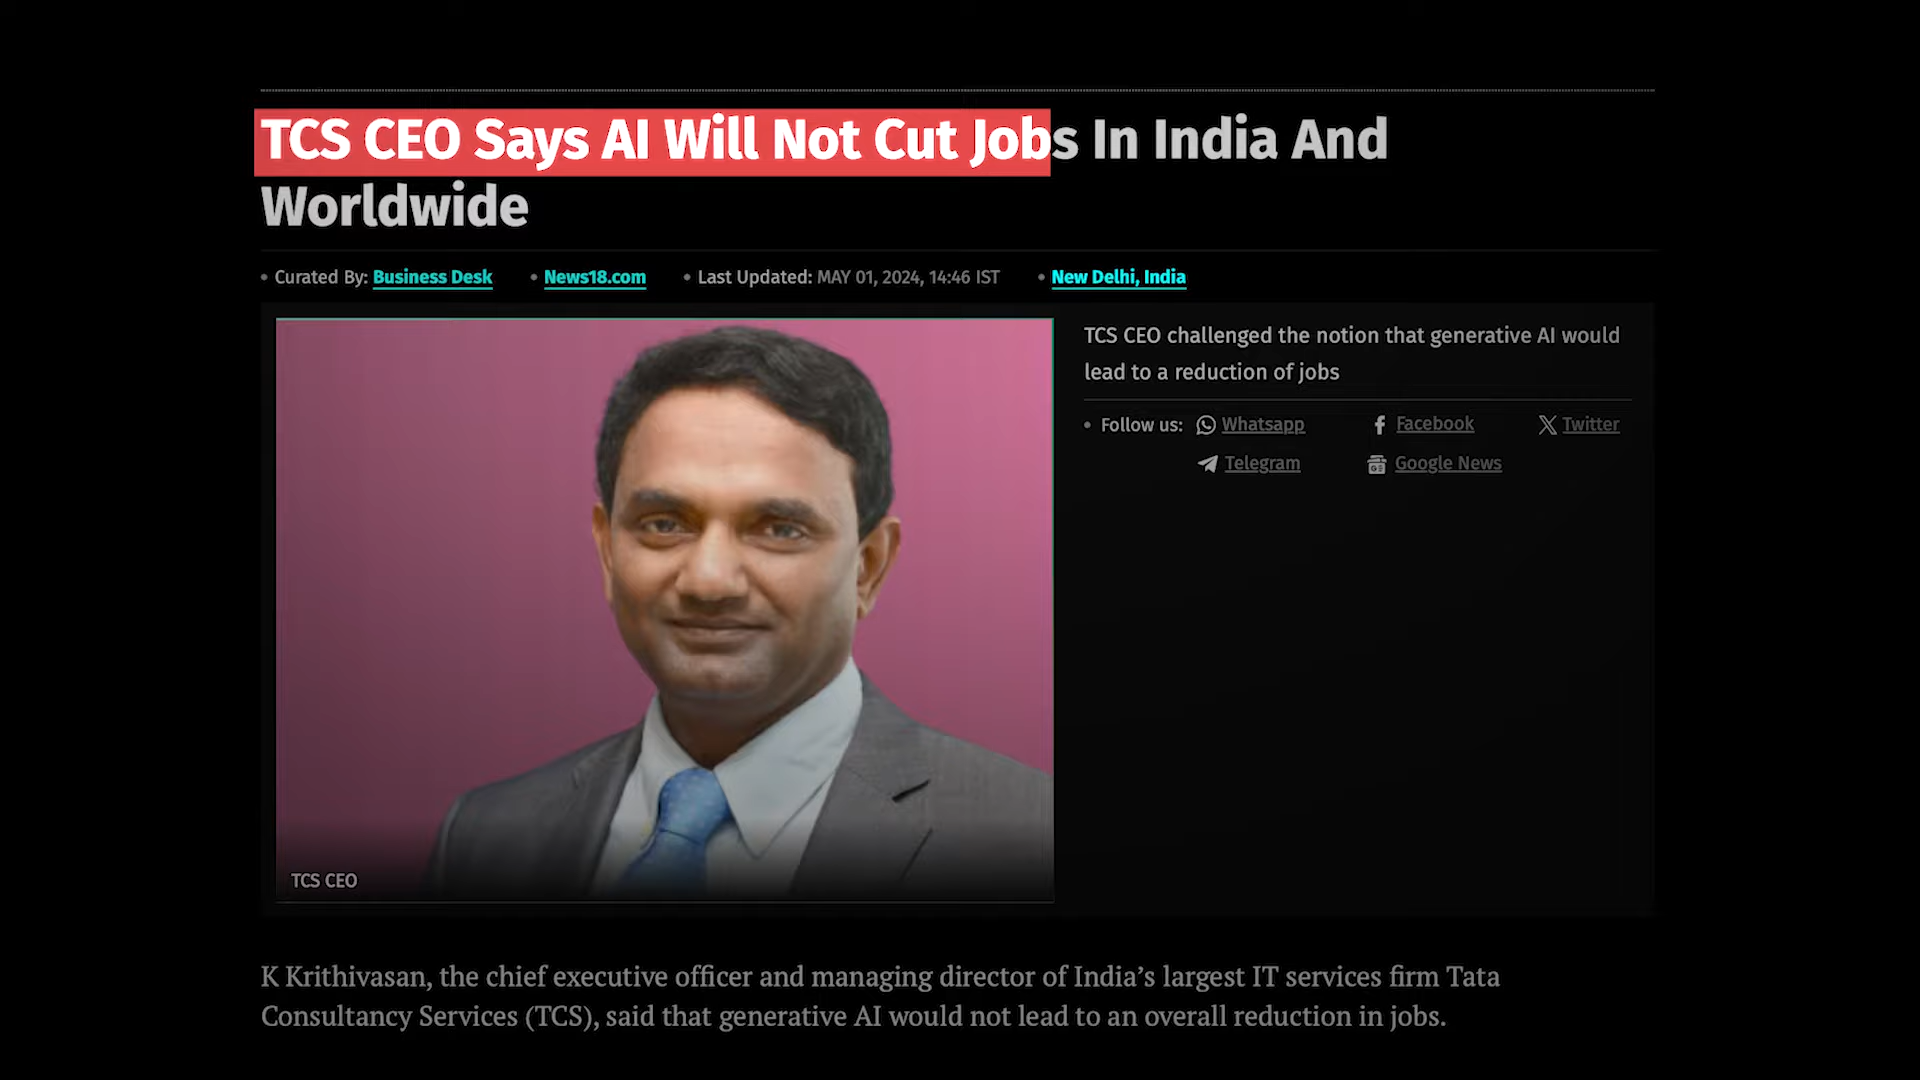 TCS CEO Says AI Will Not Cut Jobs In India And
Worldwide
• Curated By: Business Desk • News18.com • Last Updated: MAY 01, 2024, 14:46 IST • New Delhi, India
TCS CEO challenged the notion that generative AI would
lead to a reduction of jobs
• Follow us: Whatsapp Facebook Twitter
Telegram Google News
TCS CEO
K Krithivasan, the chief executive officer and managing director of India’s largest IT services firm Tata
Consultancy Services (TCS), said that generative AI would not lead to an overall reduction in jobs.